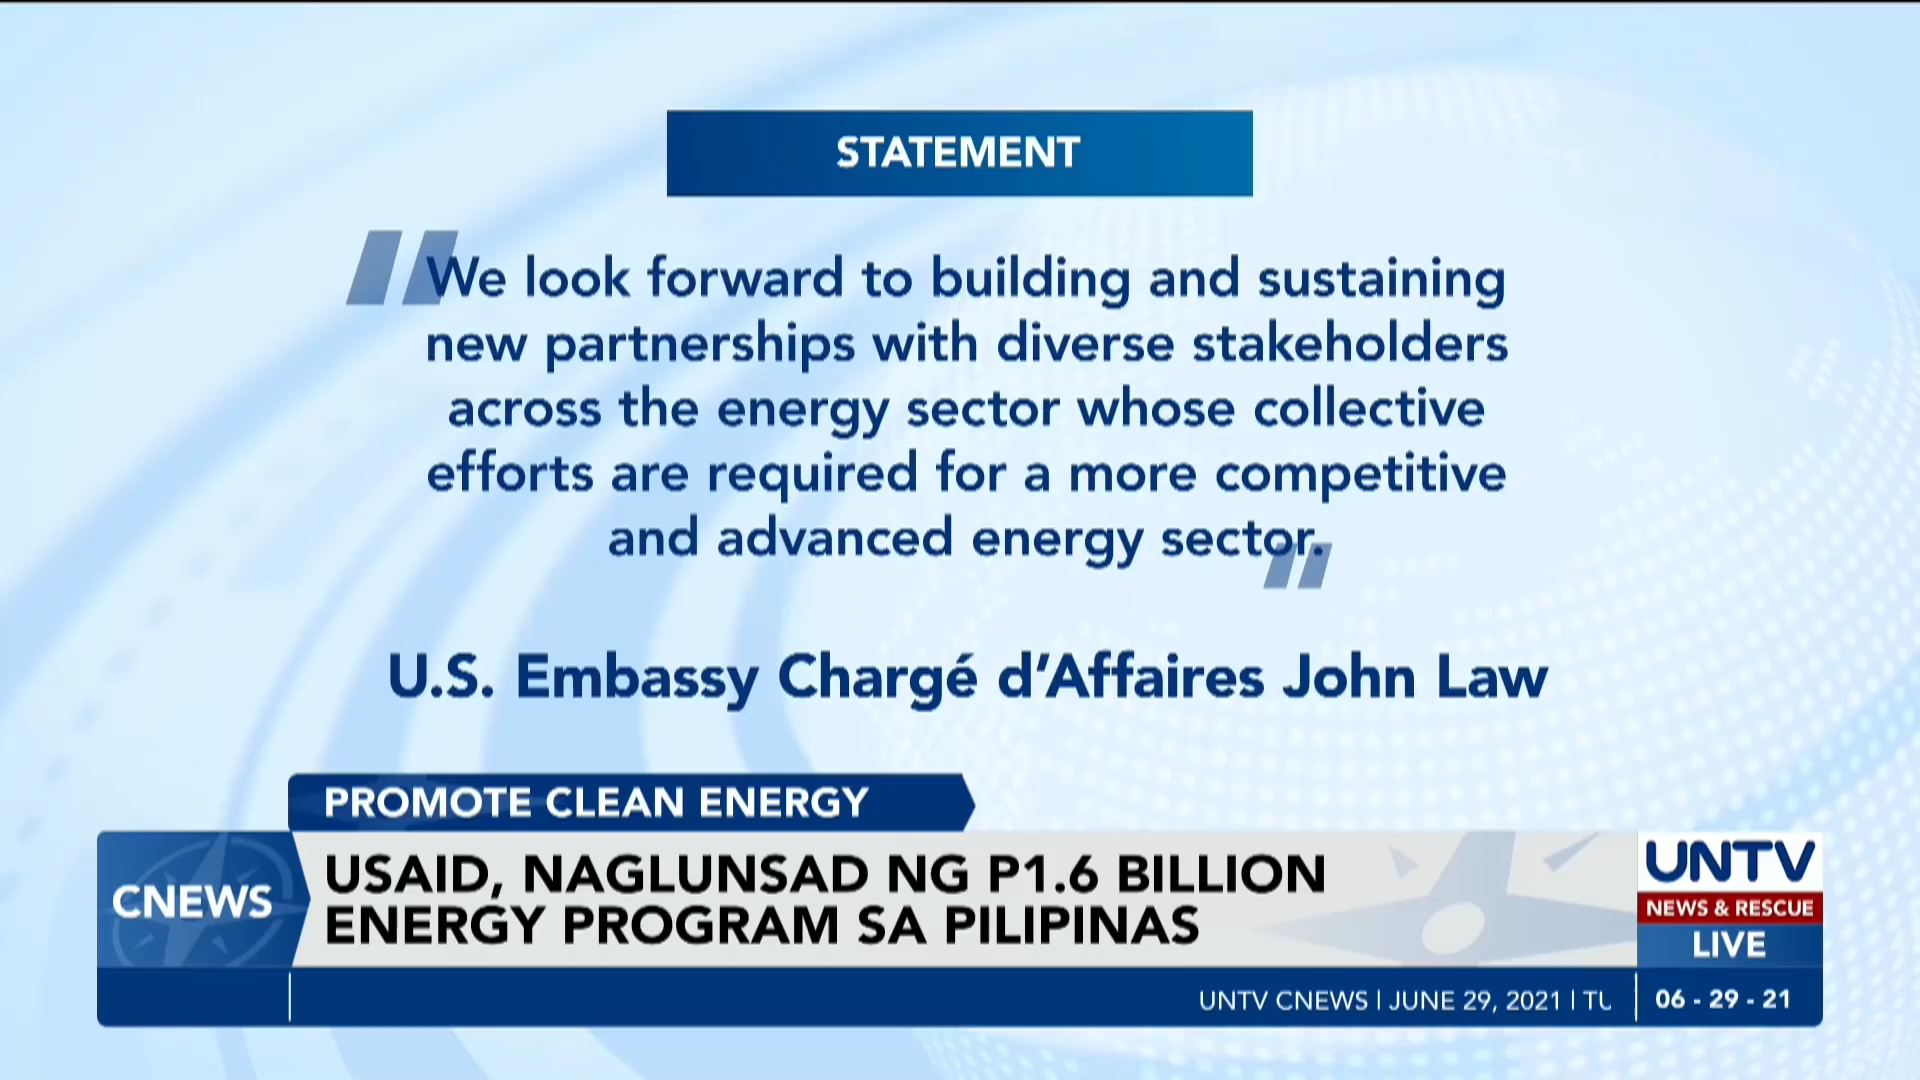 STATEMENT
"We look forward to building and sustaining
new partnerships with diverse stakeholders
across the energy sector whose collective
efforts are required for a more competitive
and advanced energy sector."
U.S. Embassy Chargé d'Affaires John Law
PROMOTE CLEAN ENERGY
CNEWS
USAID, NAGLUNSAD NG P1.6 BILLION
ENERGY PROGRAM SA PILIPINAS
UNTV
NEWS & RESCUE
LIVE
UNTV CNEWS | JUNE 29, 2021 | TU
06 - 29 - 21